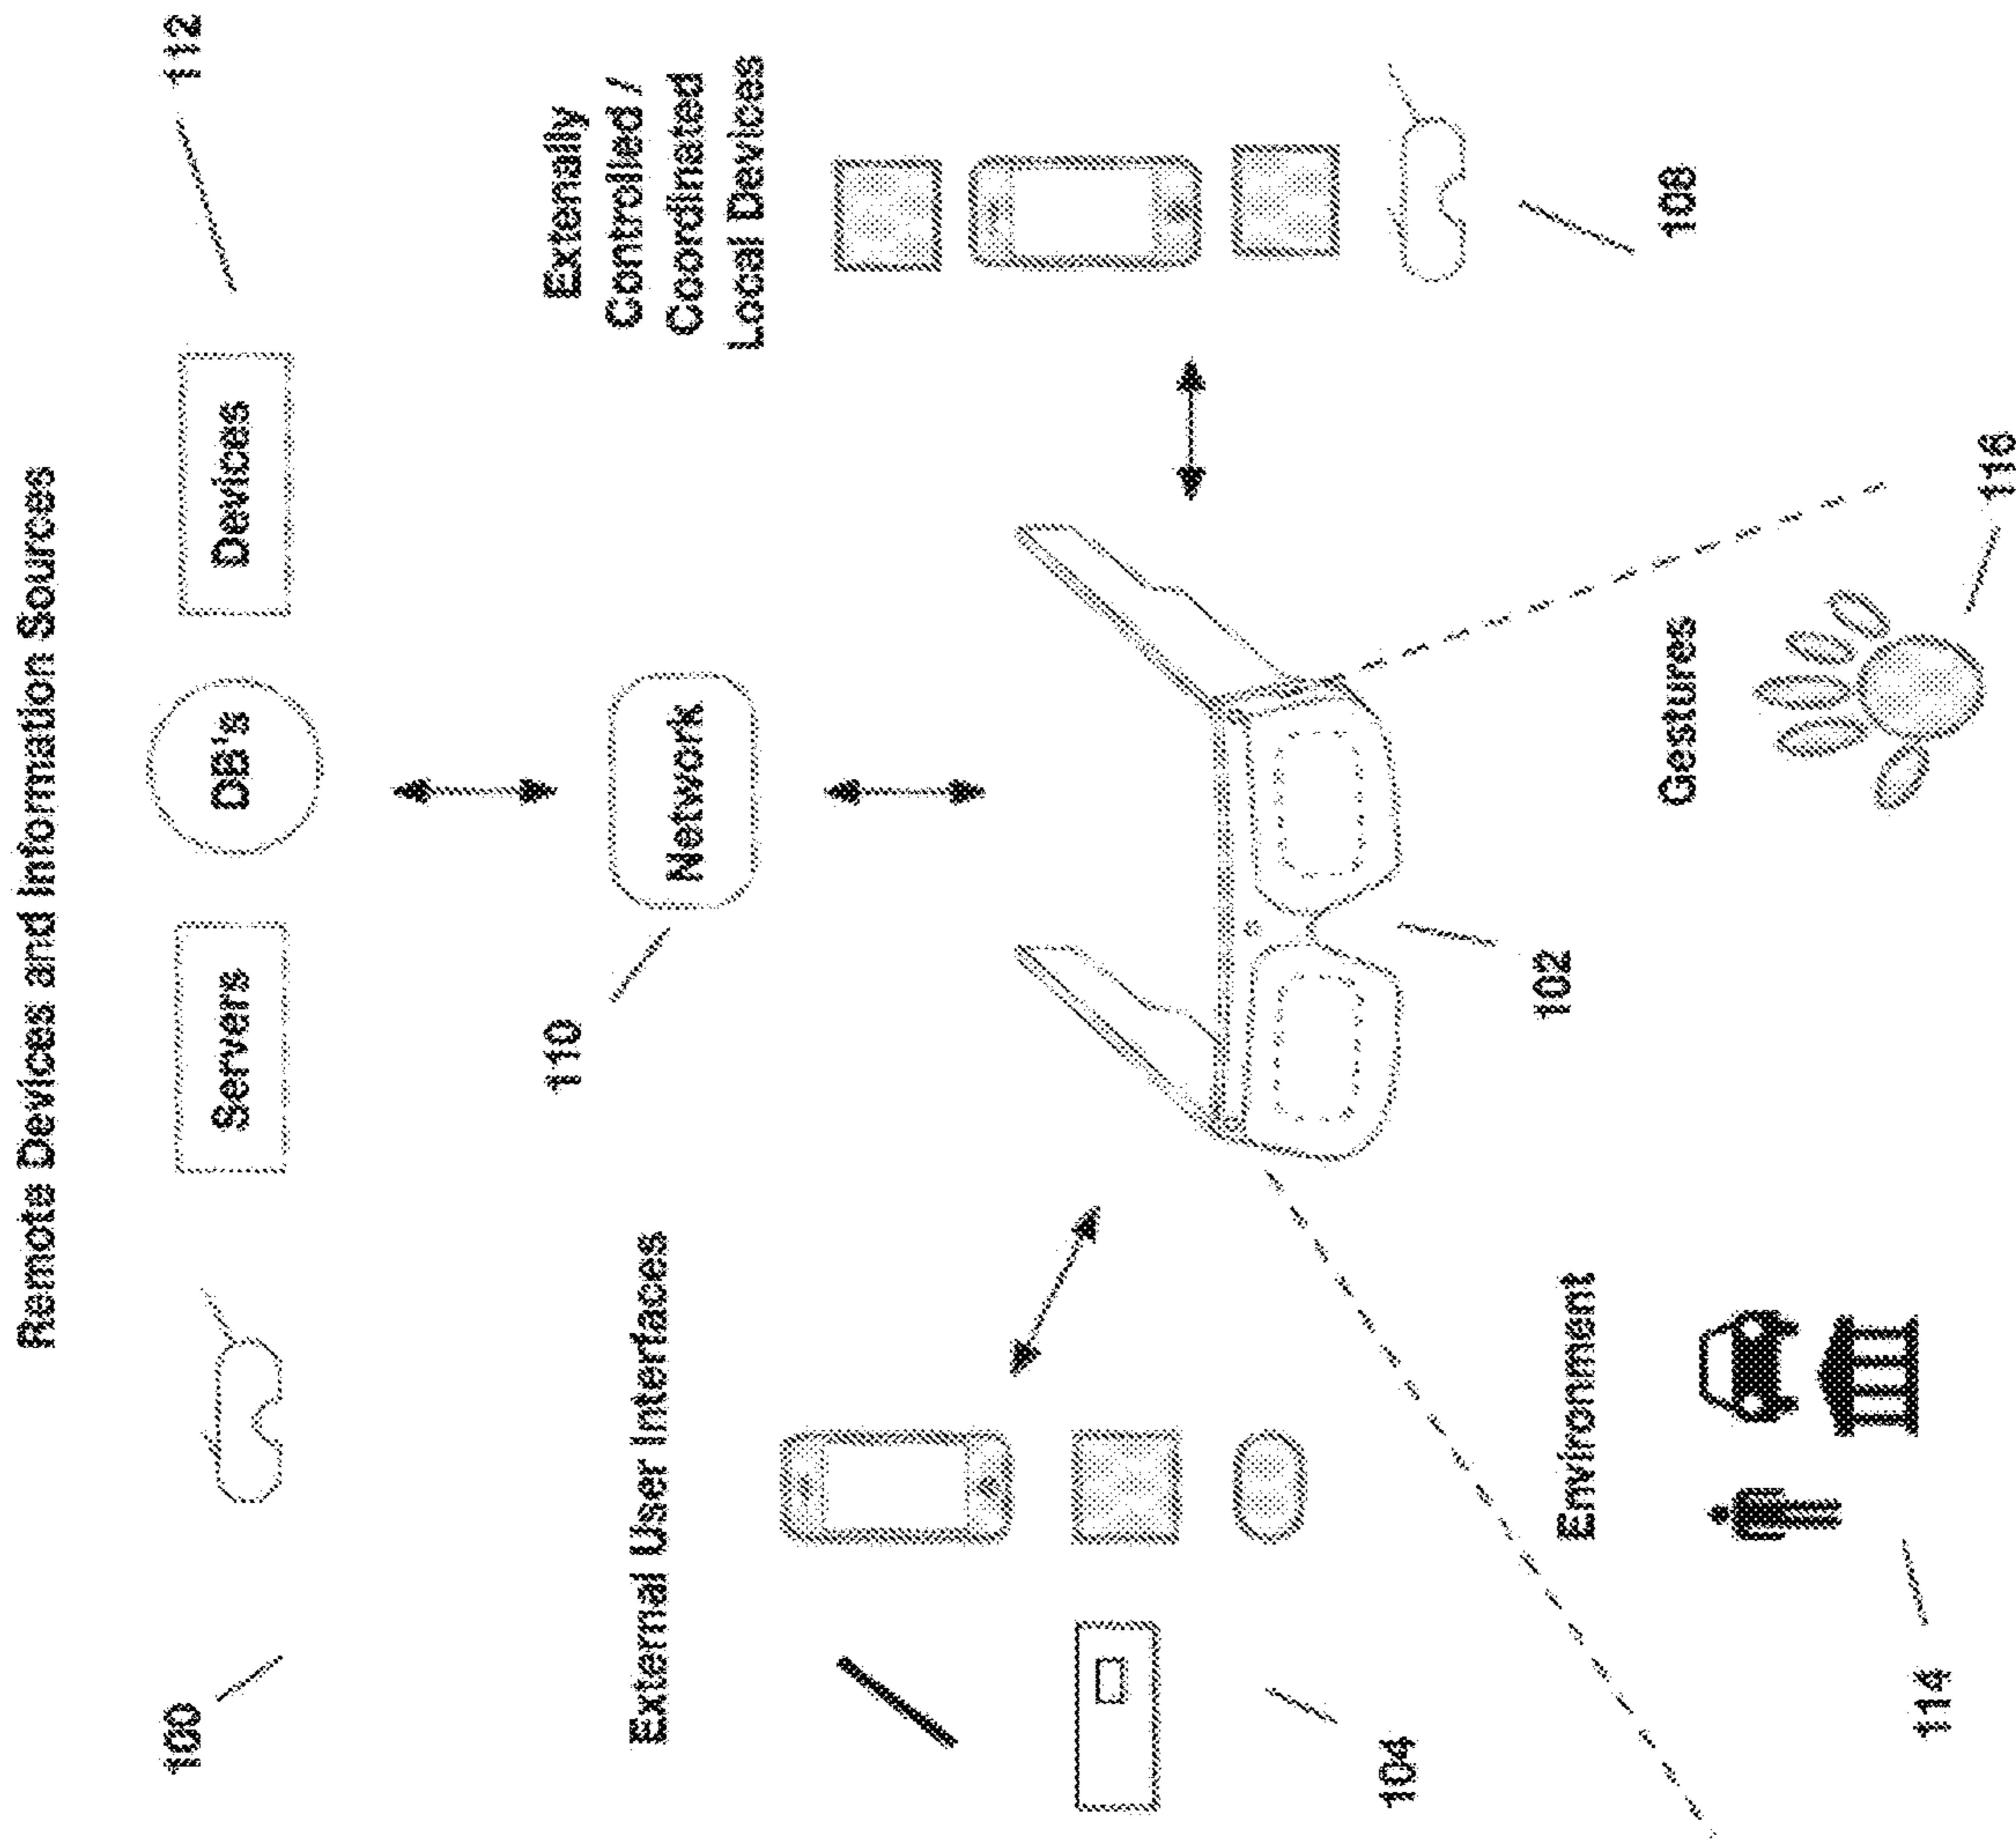 Remote Devices and Information Sources
100
112
Servers
DB's
Devices
110
Network
External User Interfaces
Externally
Controlled /
Coordinated
Local Devices
104
102
108
Environment
Gestures
114
116